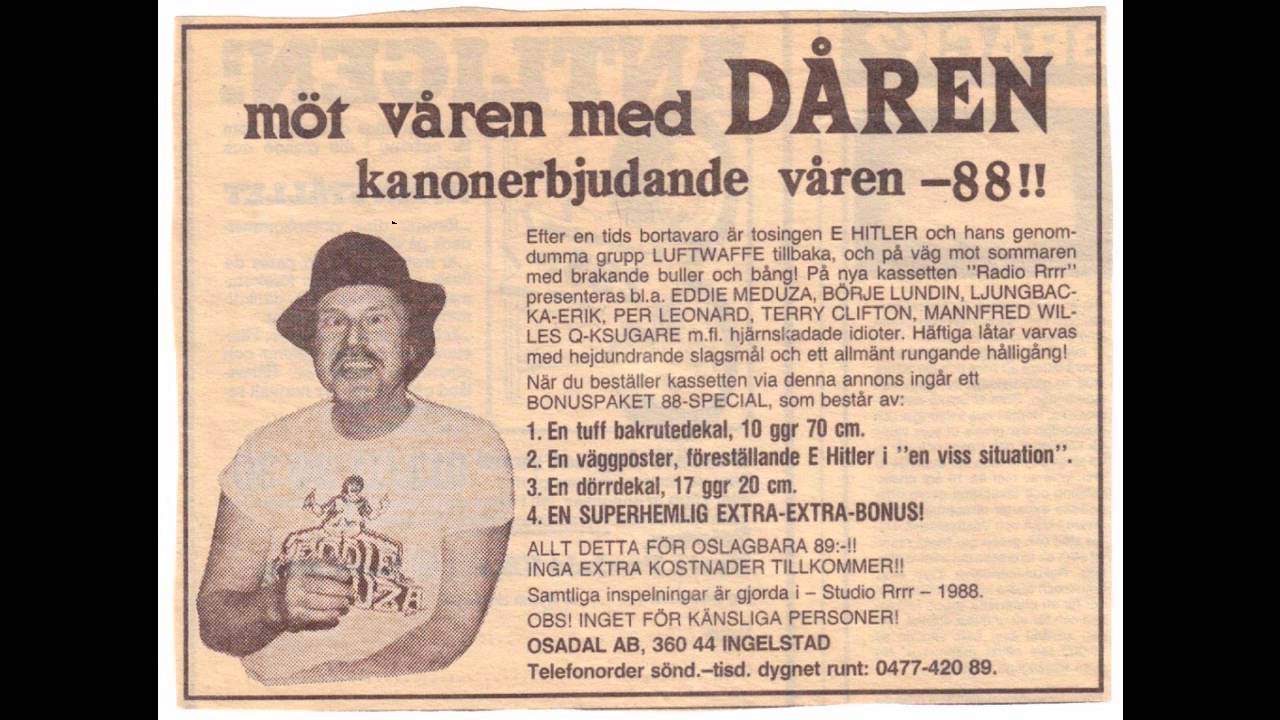 möt våren med DÅREN
kanonerbjudande våren –88!!
Efter en tids bortavaro är tosingen E HITLER och hans genom-
dumma grupp LUFTWAFFE tillbaka, och på väg mot sommaren
med brakande buller och bång! På nya kassetten ”Radio Rrrr”
presenteras bl.a. EDDIE MEDUZA, BÖRJE LUNDIN, LJUNGBAC-
KA-ERIK, PER LEONARD, TERRY CLIFTON, MANNFRED WIL-
LES Q-KSUGARE m.fl. hjärnskadade idioter. Häftiga låtar varvas
med hejdundrande slagsmål och ett allmänt rungande hålligång!
När du beställer kassetten via denna annons ingår ett
BONUSPAKET 88-SPECIAL, som består av:
1. En tuff bakrutedekal, 10 ggr 70 cm.
2. En väggposter, föreställande E Hitler i ”en viss situation”.
3. En dörrdekal, 17 ggr 20 cm.
4. EN SUPERHEMLIG EXTRA-EXTRA-BONUS!
ALLT DETTA FÖR OSLAGBARA 89:-!!
INGA EXTRA KOSTNADER TILLKOMMER!!
Samtliga inspelningar är gjorda i – Studio Rrrr – 1988.
OBS! INGET FÖR KÄNSLIGA PERSONER!
OSADAL AB, 360 44 INGELSTAD
Telefonorder sönd.–tisd. dygnet runt: 0477-420 89.
EDDIE